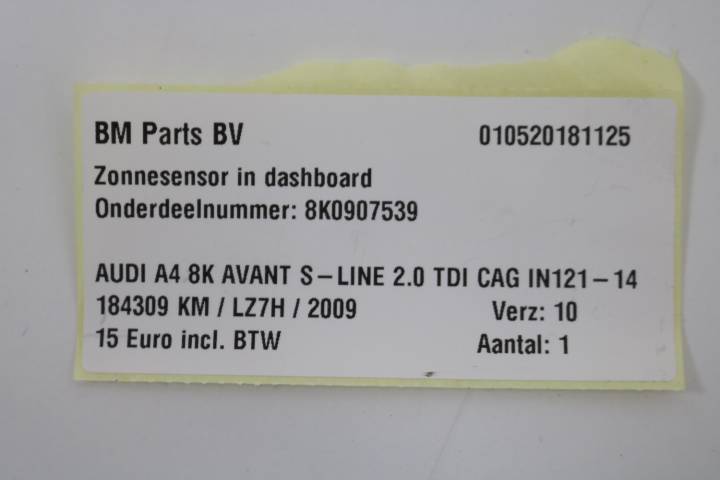 BM Parts BV 010520181125
Zonnesensor in dashboard
Onderdeelnummer: 8K0907539
AUDI A4 8K AVANT S-LINE 2.0 TDI CAG IN121-14
184309 KM / LZ7H / 2009 Verz: 10
15 Euro incl. BTW Aantal: 1